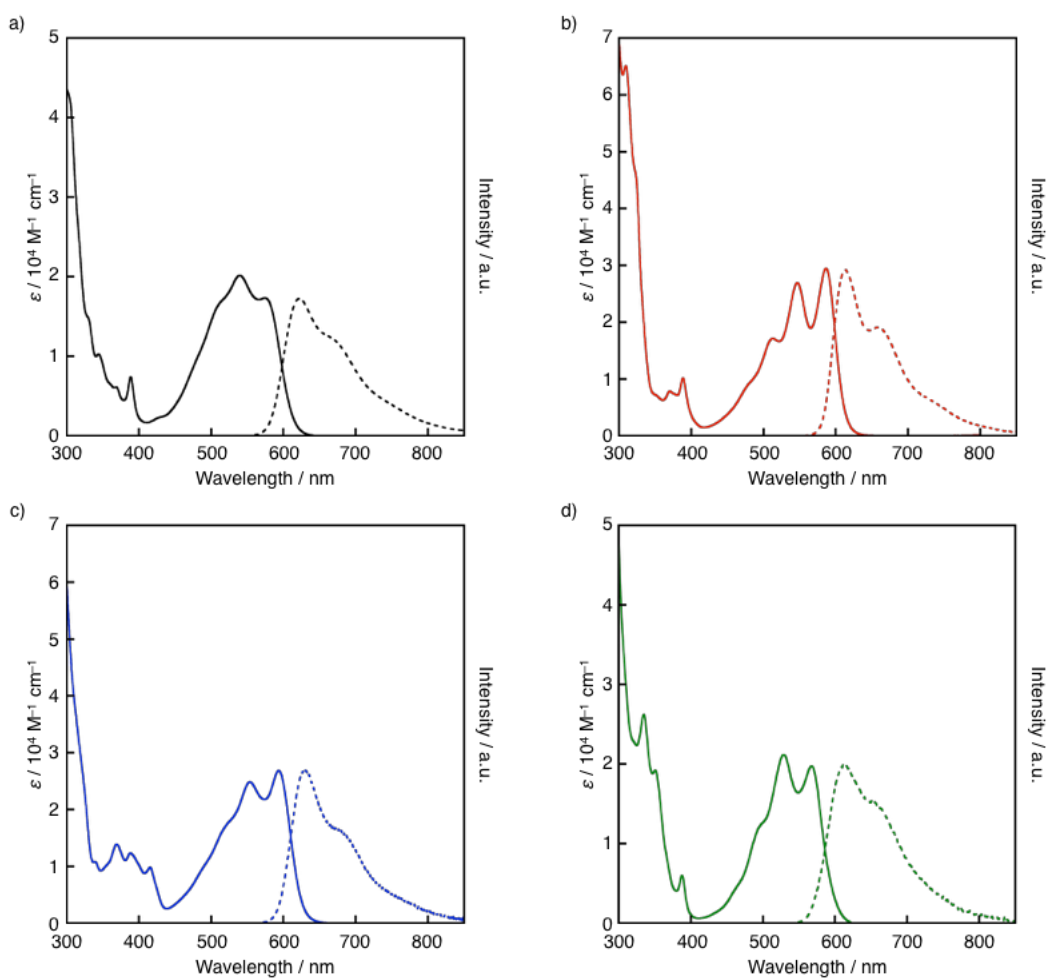 a)
5
4
3
2
1
0
ε / 10⁴ M⁻¹ cm⁻¹
Intensity / a.u.
300 400 500 600 700 800
Wavelength / nm
b)
7
6
5
4
3
2
1
0
ε / 10⁴ M⁻¹ cm⁻¹
Intensity / a.u.
300 400 500 600 700 800
Wavelength / nm
c)
7
6
5
4
3
2
1
0
ε / 10⁴ M⁻¹ cm⁻¹
Intensity / a.u.
300 400 500 600 700 800
Wavelength / nm
d)
5
4
3
2
1
0
ε / 10⁴ M⁻¹ cm⁻¹
Intensity / a.u.
300 400 500 600 700 800
Wavelength / nm